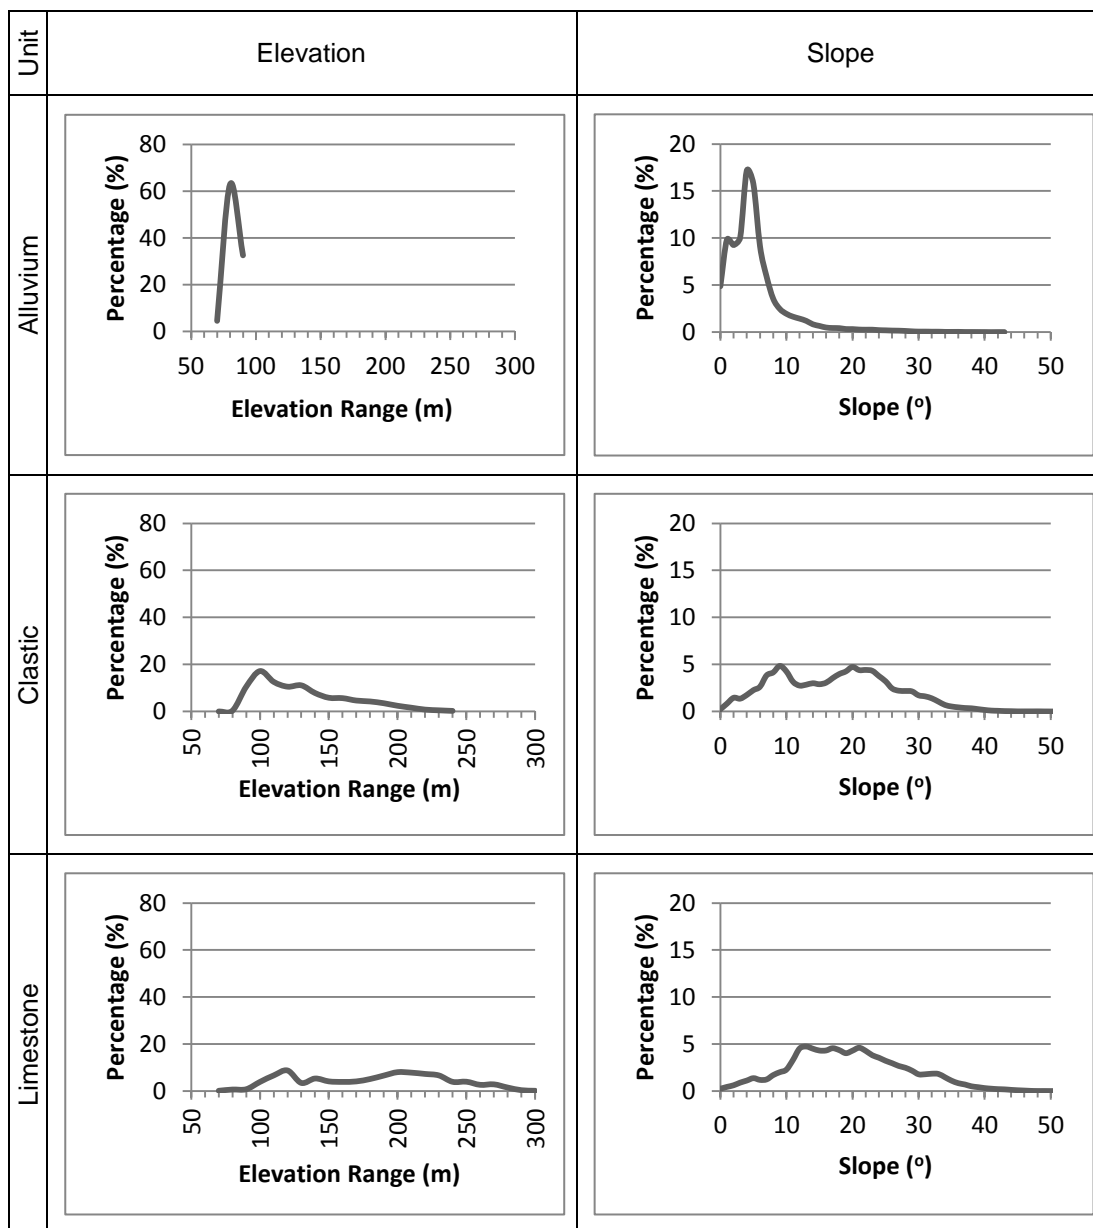 Unit
Elevation
Slope
Alluvium
Percentage (%)
80
60
40
20
0
50 100 150 200 250 300
Elevation Range (m)
Percentage (%)
20
15
10
5
0
0 10 20 30 40 50
Slope (º)
Clastic
Percentage (%)
80
60
40
20
0
50 100 150 200 250 300
Elevation Range (m)
Percentage (%)
20
15
10
5
0
0 10 20 30 40 50
Slope (º)
Limestone
Percentage (%)
80
60
40
20
0
50 100 150 200 250 300
Elevation Range (m)
Percentage (%)
20
15
10
5
0
0 10 20 30 40 50
Slope (º)